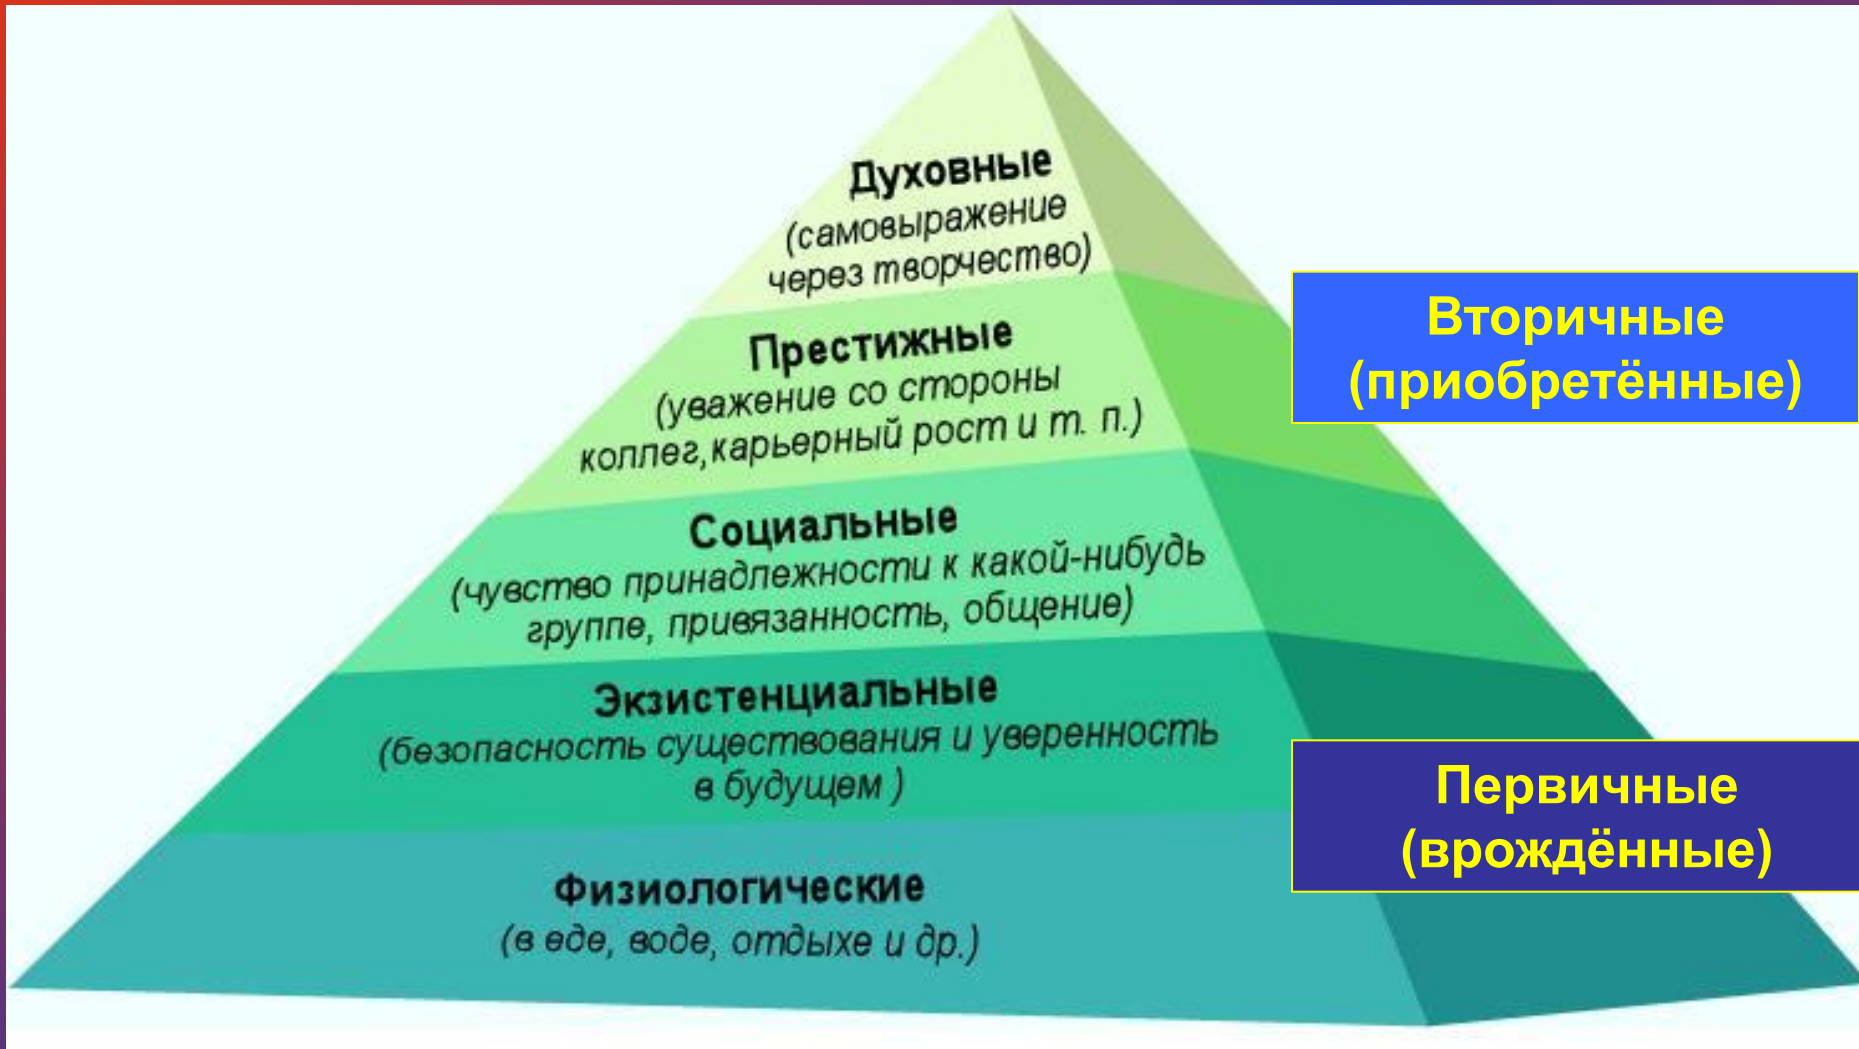 Духовные
(самовыражение
через творчество)
Престижные
(уважение со стороны
коллег,карьерный рост и т. п.)
Социальные
(чувство принадлежности к какой-нибудь
группе, привязанность, общение)
Экзистенциальные
(безопасность существования и уверенность
в будущем )
Физиологические
(в еде, воде, отдыхе и др.)
Вторичные
(приобретённые)
Первичные
(врождённые)